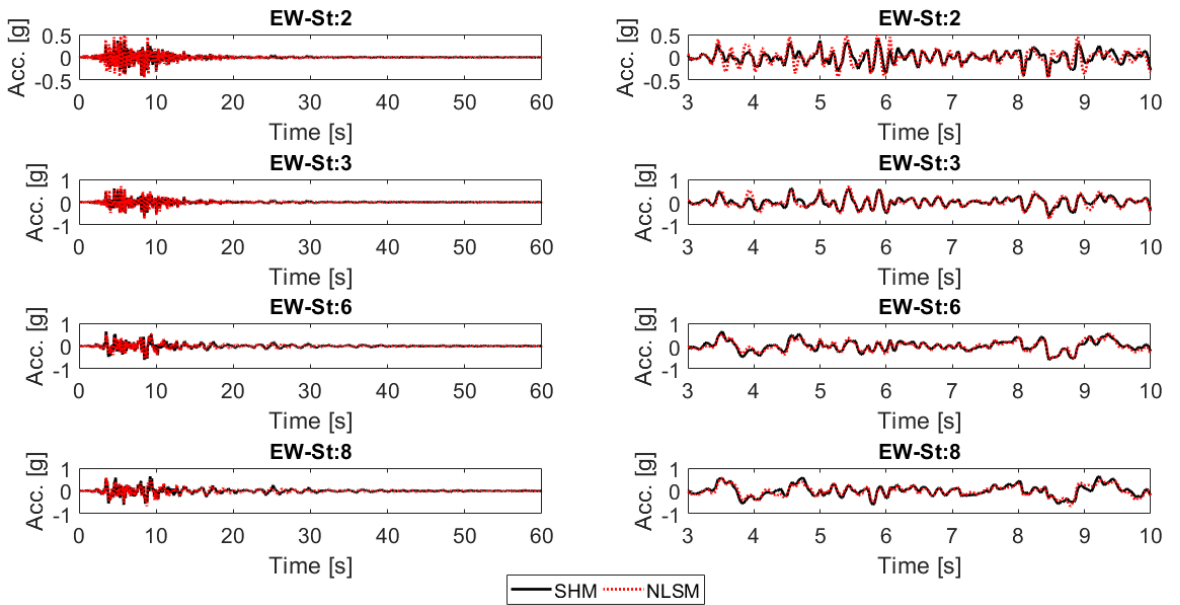 EW-St:2
Acc. [g]
0.5
0
-0.5
0 10 20 30 40 50 60
Time [s]
EW-St:2
Acc. [g]
0.5
0
-0.5
3 4 5 6 7 8 9 10
Time [s]
EW-St:3
Acc. [g]
1
0
-1
0 10 20 30 40 50 60
Time [s]
EW-St:3
Acc. [g]
1
0
-1
3 4 5 6 7 8 9 10
Time [s]
EW-St:6
Acc. [g]
1
0
-1
0 10 20 30 40 50 60
Time [s]
EW-St:6
Acc. [g]
1
0
-1
3 4 5 6 7 8 9 10
Time [s]
EW-St:8
Acc. [g]
1
0
-1
0 10 20 30 40 50 60
Time [s]
EW-St:8
Acc. [g]
1
0
-1
3 4 5 6 7 8 9 10
Time [s]
SHM NLSM